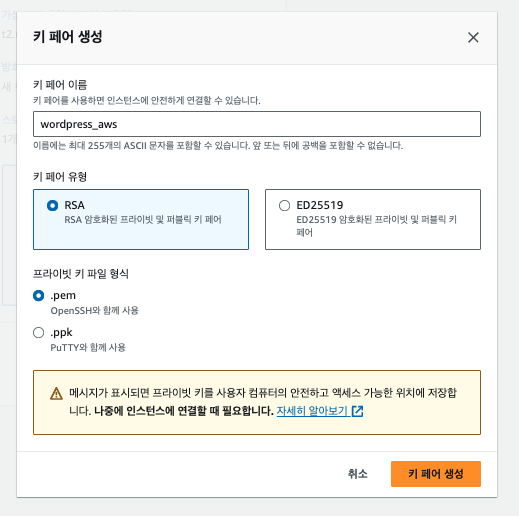 키 페어 생성
키 페어 이름
키 페어를 사용하면 인스턴스에 안전하게 연결할 수 있습니다.
wordpress_aws
이름에는 최대 255개의 ASCII 문자를 포함할 수 있습니다. 앞 또는 뒤에 공백을 포함할 수 없습니다.
키 페어 유형
RSA
RSA 암호화된 프라이빗 및 퍼블릭 키 페어
ED25519
ED25519 암호화된 프라이빗 및 퍼블릭 키
페어
프라이빗 키 파일 형식
.pem
OpenSSH와 함께 사용
.ppk
PuTTY와 함께 사용
메시지가 표시되면 프라이빗 키를 사용자 컴퓨터의 안전하고 액세스 가능한 위치에 저장합
니다. 나중에 인스턴스에 연결할 때 필요합니다. 자세히 알아보기
취소
키 페어 생성